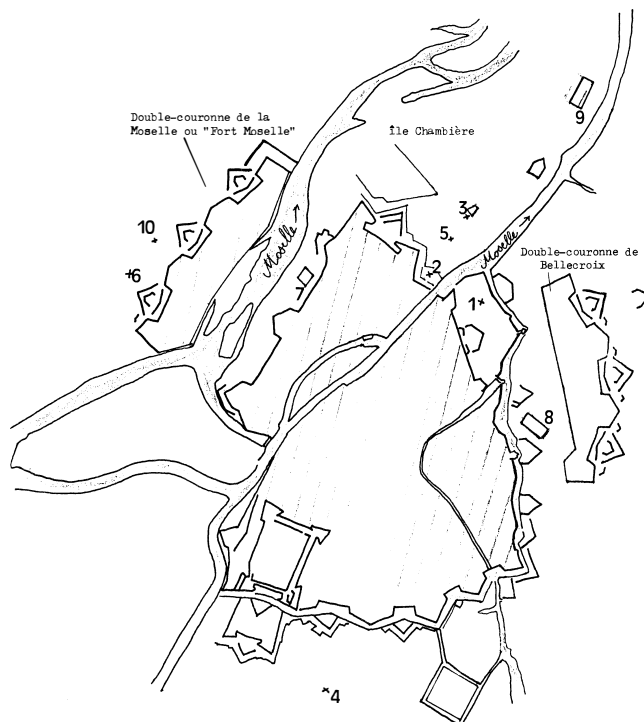 Double-couronne de la
Moselle ou "Fort Moselle"
Île Chambière
9
3
5
10
Moselle →
Moselle →
2
6
Double-couronne de
Bellecroix
1
8
4